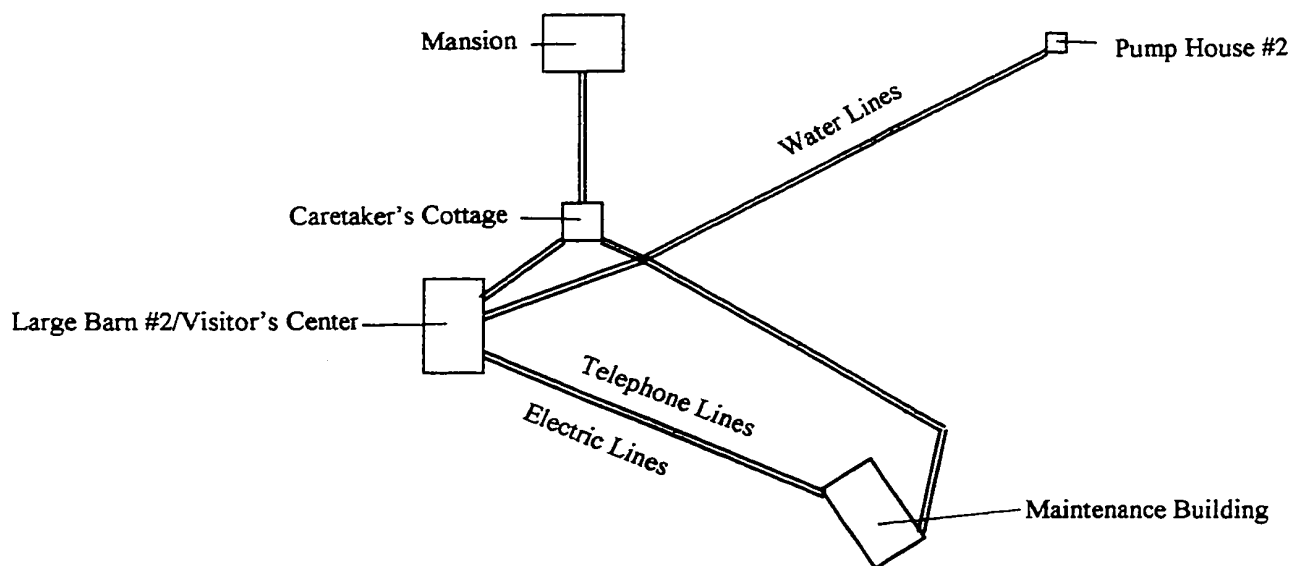 Mansion
Pump House #2
Water Lines
Caretaker's Cottage
Large Barn #2/Visitor's Center
Telephone Lines
Electric Lines
Maintenance Building